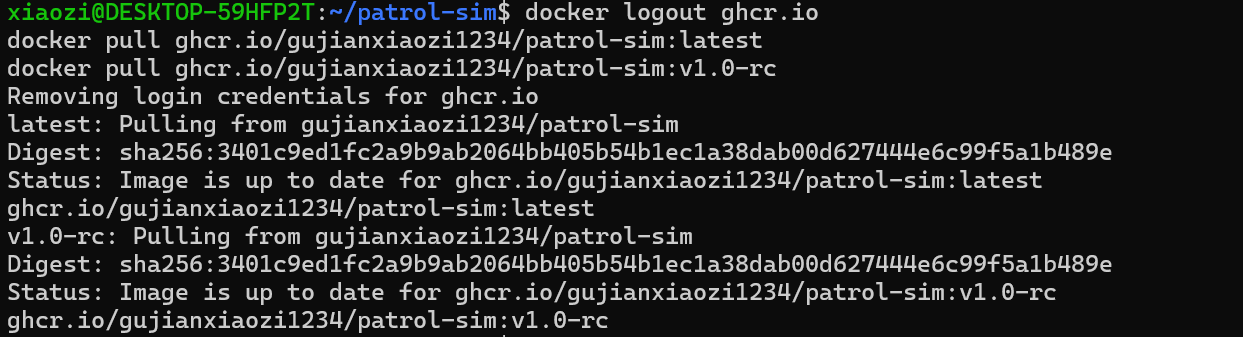 xiaozi@DESKTOP-59HFP2T:~/patrol-sim$ docker logout ghcr.io
docker pull ghcr.io/gujianxiaozi1234/patrol-sim:latest
docker pull ghcr.io/gujianxiaozi1234/patrol-sim:v1.0-rc
Removing login credentials for ghcr.io
latest: Pulling from gujianxiaozi1234/patrol-sim
Digest: sha256:3401c9ed1fc2a9b9ab2064bb405b54b1ec1a38dab00d627444e6c99f5a1b489e
Status: Image is up to date for ghcr.io/gujianxiaozi1234/patrol-sim:latest
ghcr.io/gujianxiaozi1234/patrol-sim:latest
v1.0-rc: Pulling from gujianxiaozi1234/patrol-sim
Digest: sha256:3401c9ed1fc2a9b9ab2064bb405b54b1ec1a38dab00d627444e6c99f5a1b489e
Status: Image is up to date for ghcr.io/gujianxiaozi1234/patrol-sim:v1.0-rc
ghcr.io/gujianxiaozi1234/patrol-sim:v1.0-rc